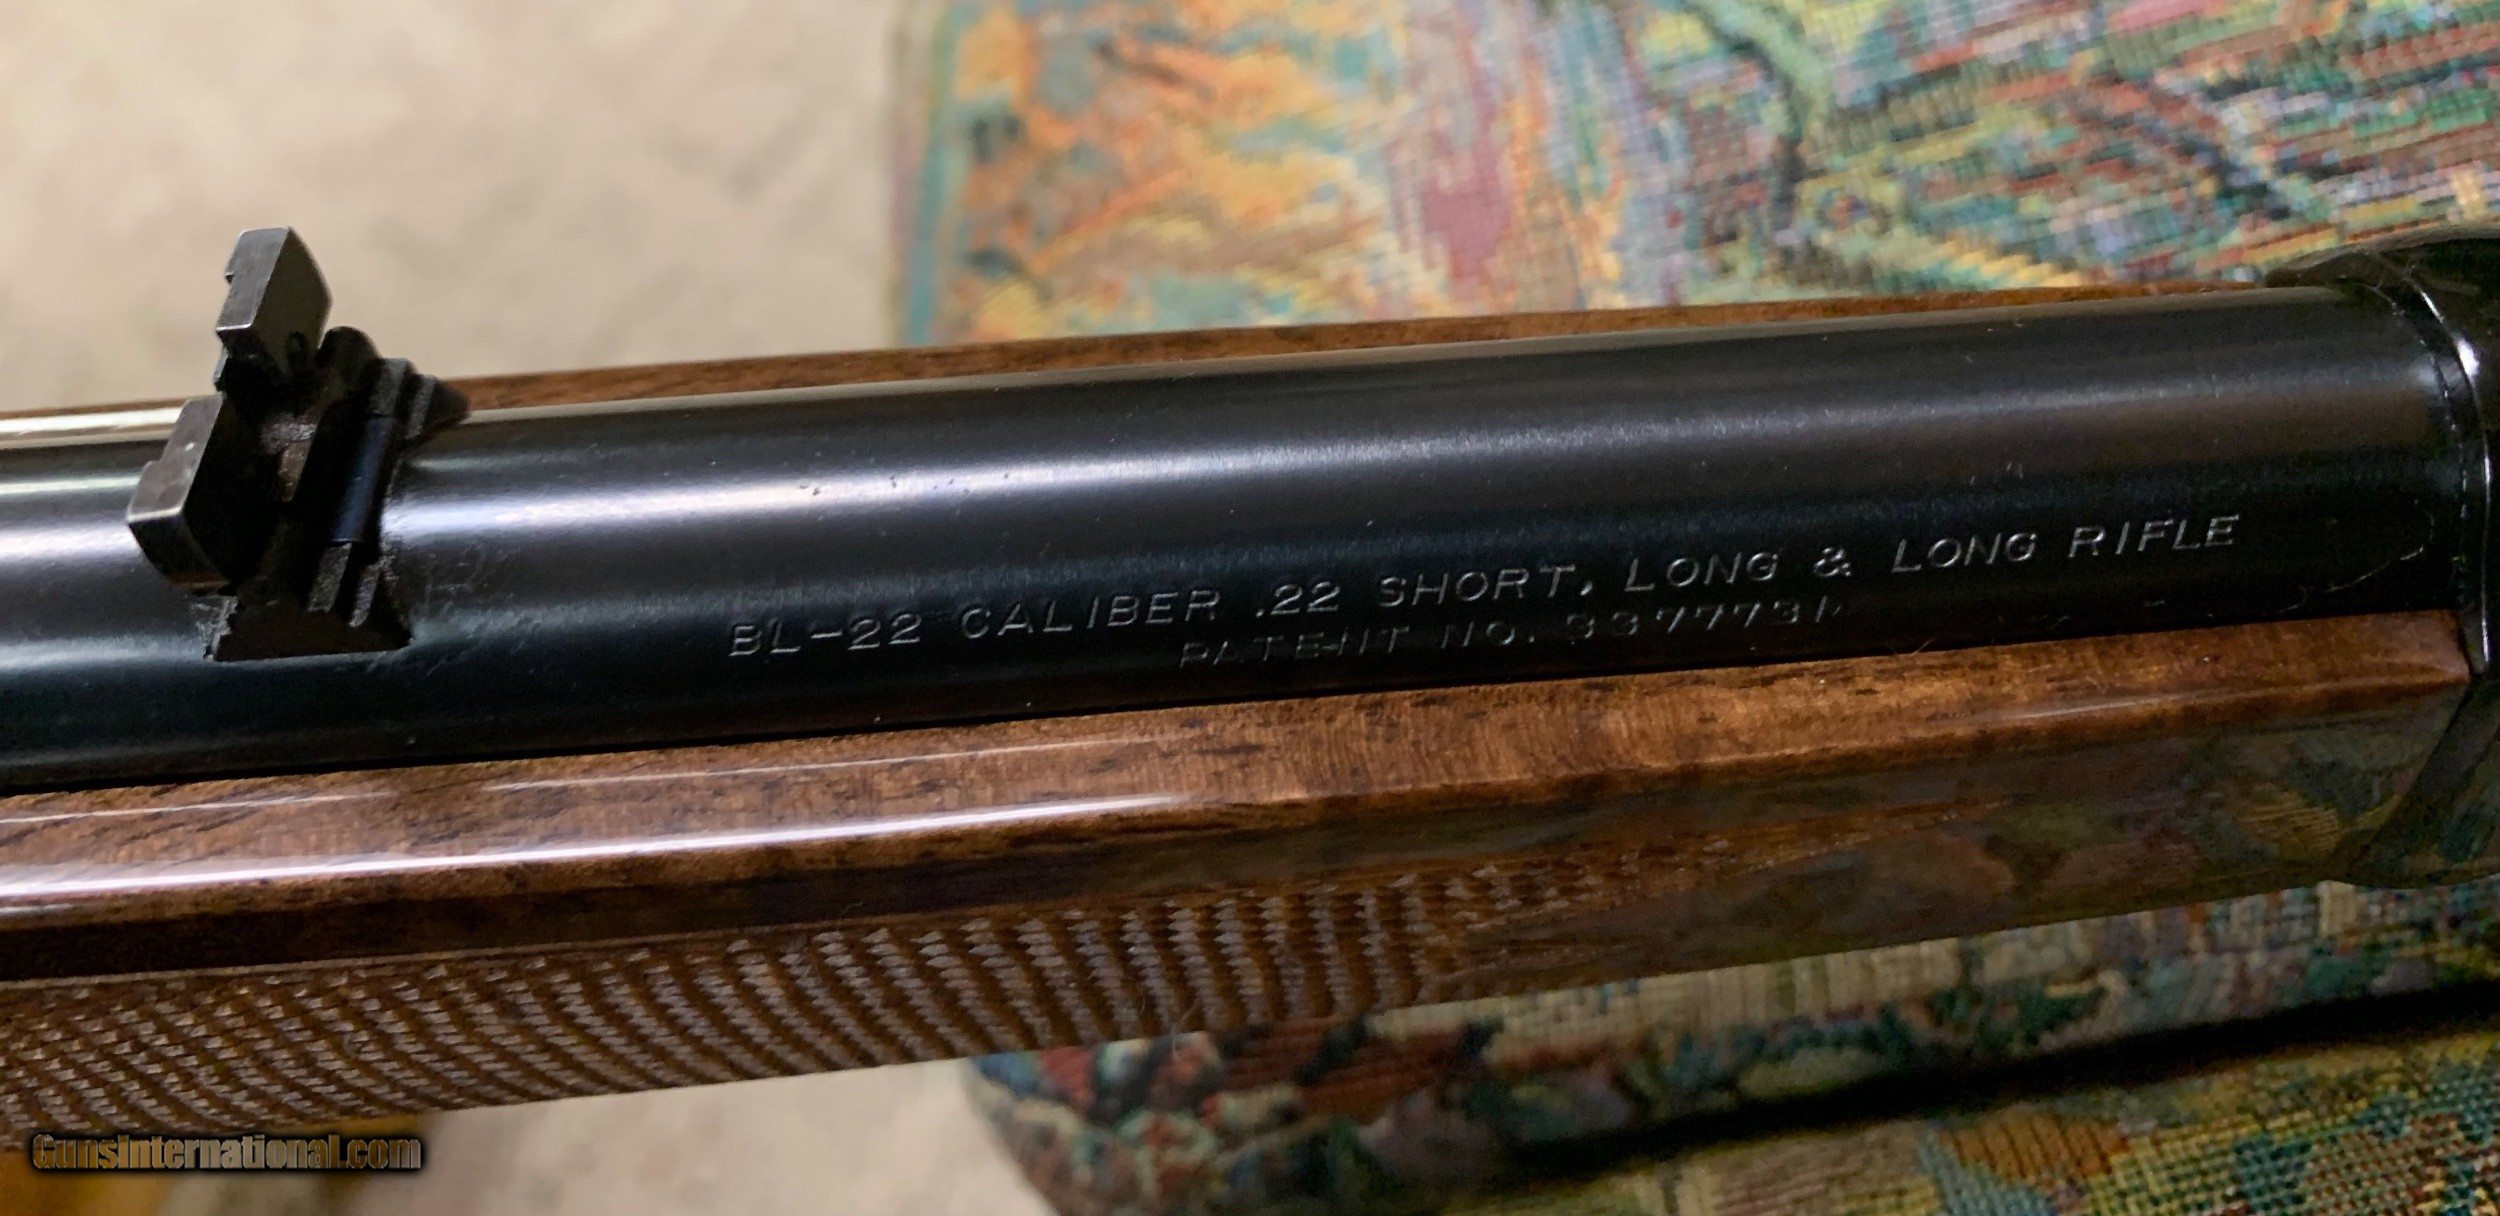 BL-22 CALIBER .22 SHORT, LONG & LONG RIFLE
PATENT NO. 3377731
GunsInternational.com